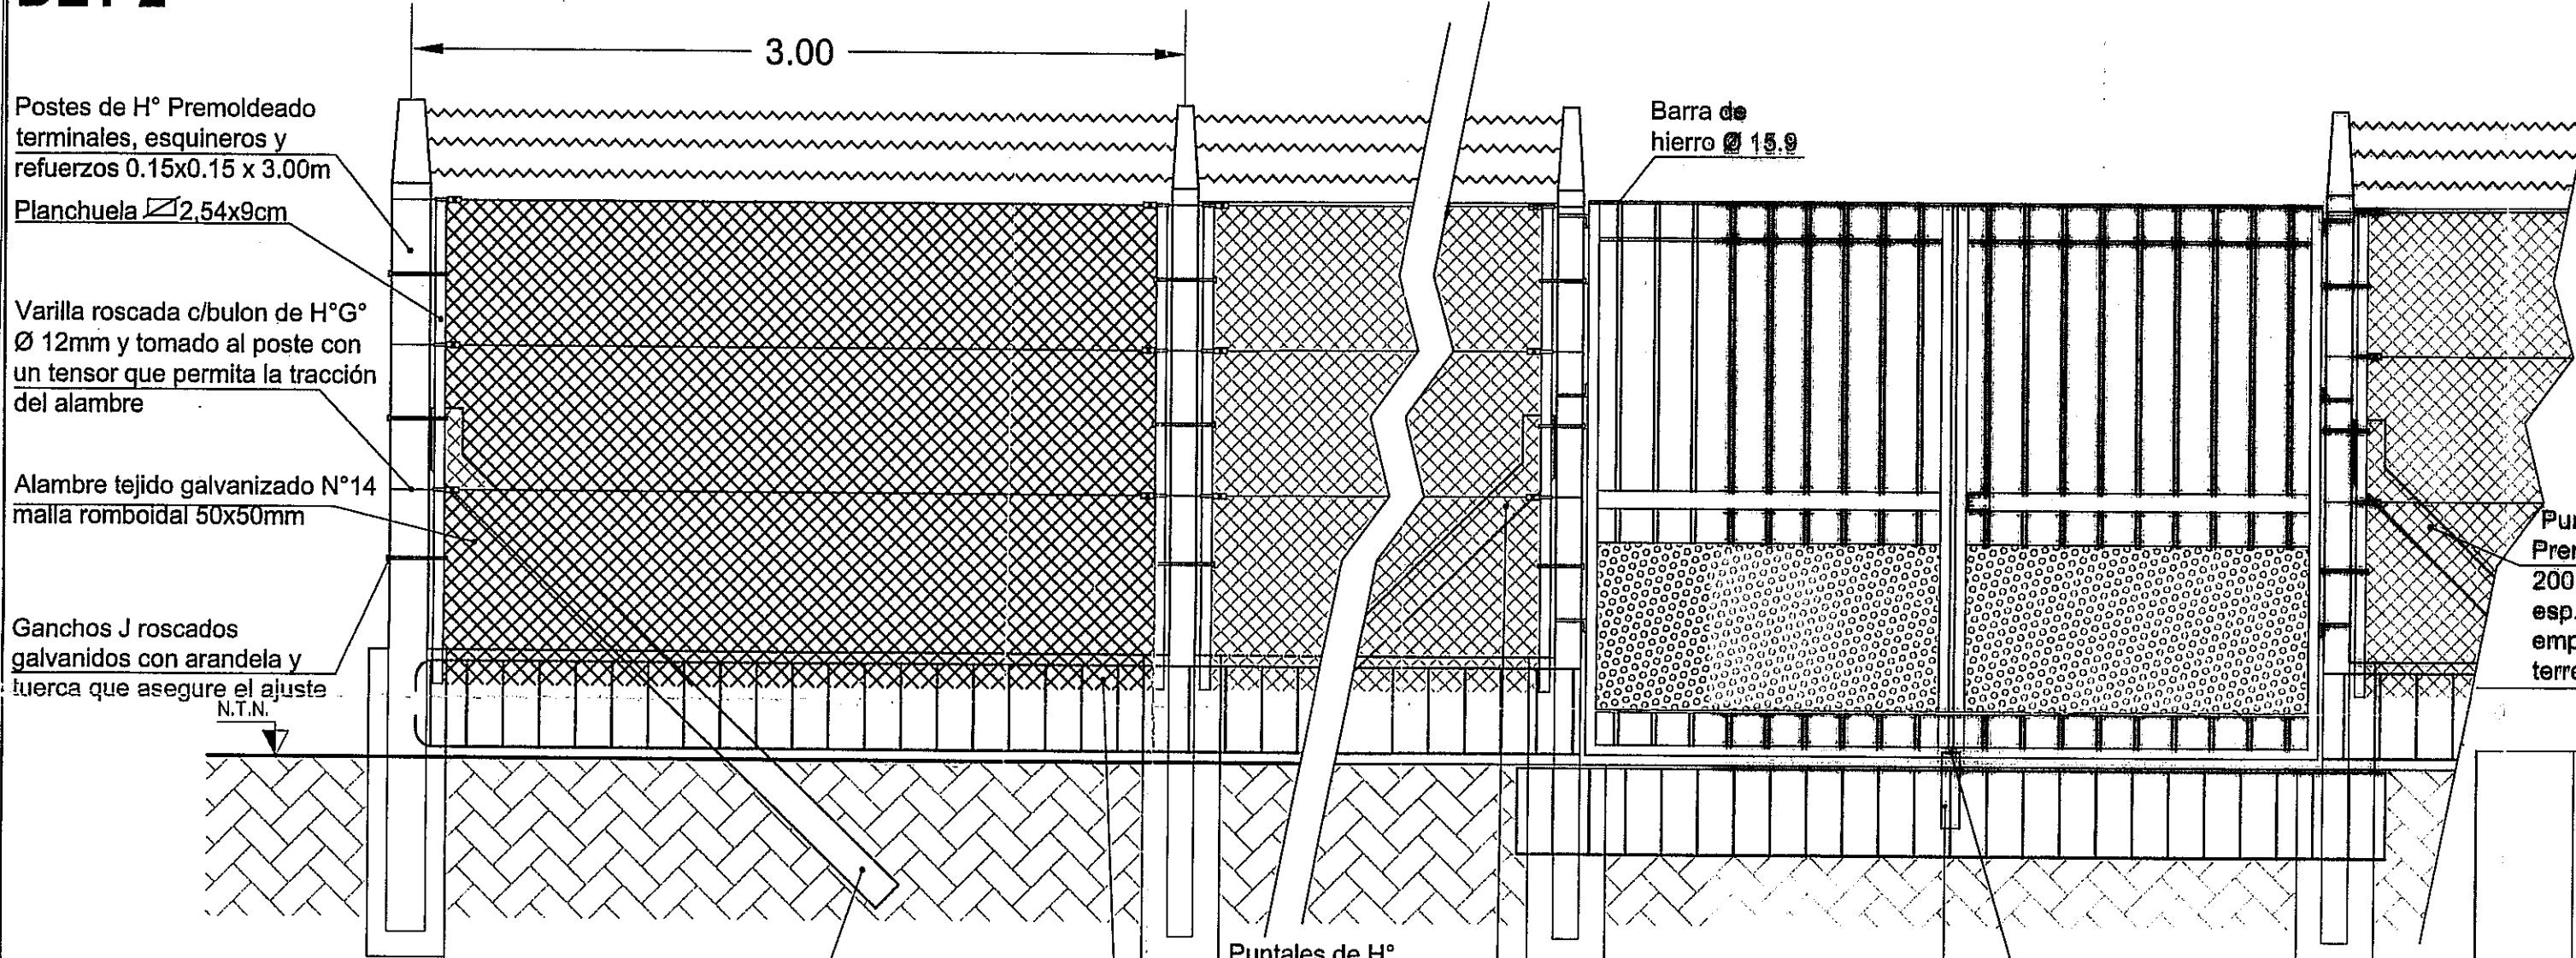 3.00
Postes de H° Premoldeado
terminales, esquineros y
refuerzos 0.15x0.15 x 3.00m
Planchuela 2,54x9cm
Varilla roscada c/bulon de H°G°
Ø 12mm y tomado al poste con
un tensor que permita la tracción
del alambre
Alambre tejido galvanizado N°14
malla romboidal 50x50mm
Ganchos J roscados
galvanidos con arandela y
tuerca que asegure el ajuste
N.T.N.
Barra de
hierro Ø 15.9
Puntales de H°
200
esp.